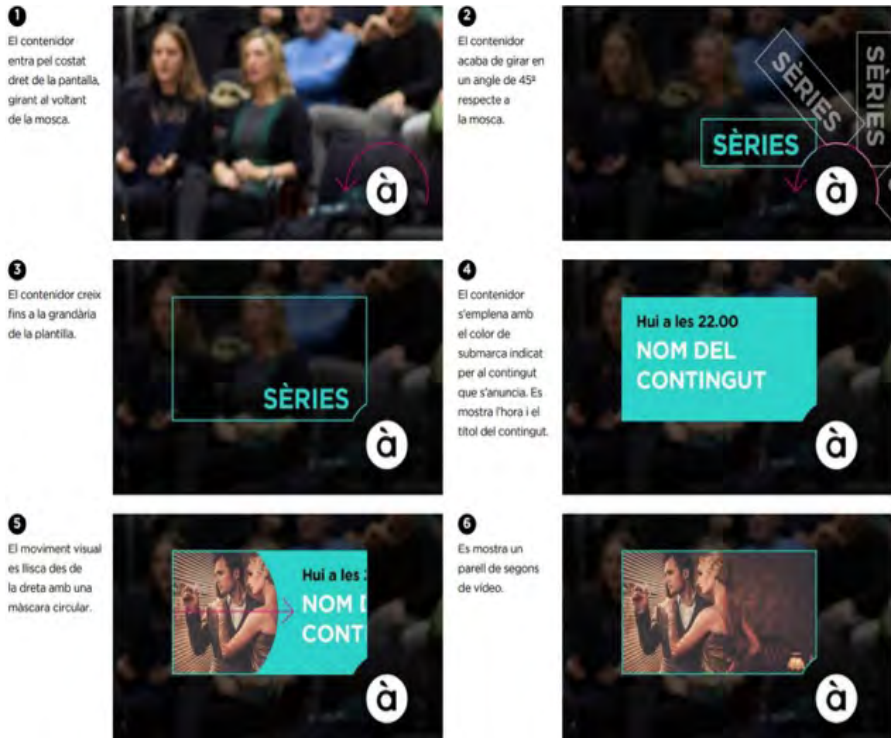 1
El contenidor
entra pel costat
dret de la pantalla,
girant al voltant
de la mosca.
à
2
El contenidor
acaba de girar en
un angle de 45º
respecte a
la mosca.
SÈRIES
SÈRIES
SÈRIES
à
3
El contenidor creix
fins a la grandària
de la plantilla.
SÈRIES
à
4
El contenidor
s'emplena amb
el color de
submarca indicat
per al contingut
que s'anuncia. Es
mostra l'hora i el
títol del contingut.
Hui a les 22.00
NOM DEL
CONTINGUT
à
5
El moviment visual
es llisca des de
la dreta amb una
màscara circular.
Hui a les
NOM
CONT
à
6
Es mostra un
parell de segons
de vídeo.
à